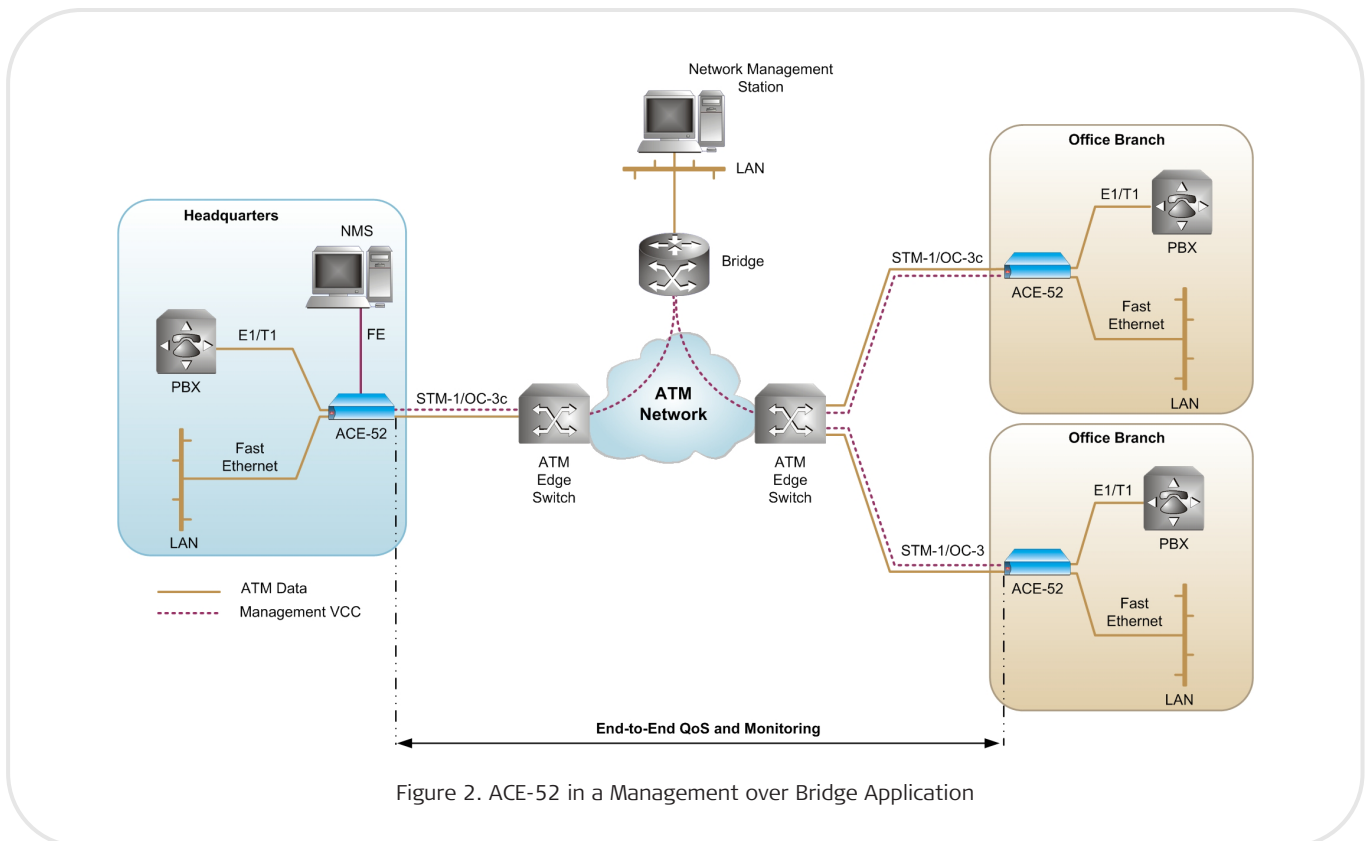 Network Management
Station
LAN
Bridge
Headquarters
NMS
FE
E1/T1
PBX
ACE-52
Fast
Ethernet
LAN
STM-1/OC-3c
ATM
Edge
Switch
ATM
Network
ATM
Edge
Switch
STM-1/OC-3c
Office Branch
E1/T1
PBX
ACE-52
Fast
Ethernet
LAN
STM-1/OC-3
Office Branch
E1/T1
PBX
ACE-52
Fast
Ethernet
LAN
ATM Data
Management VCC
End-to-End QoS and Monitoring
Figure 2. ACE-52 in a Management over Bridge Application